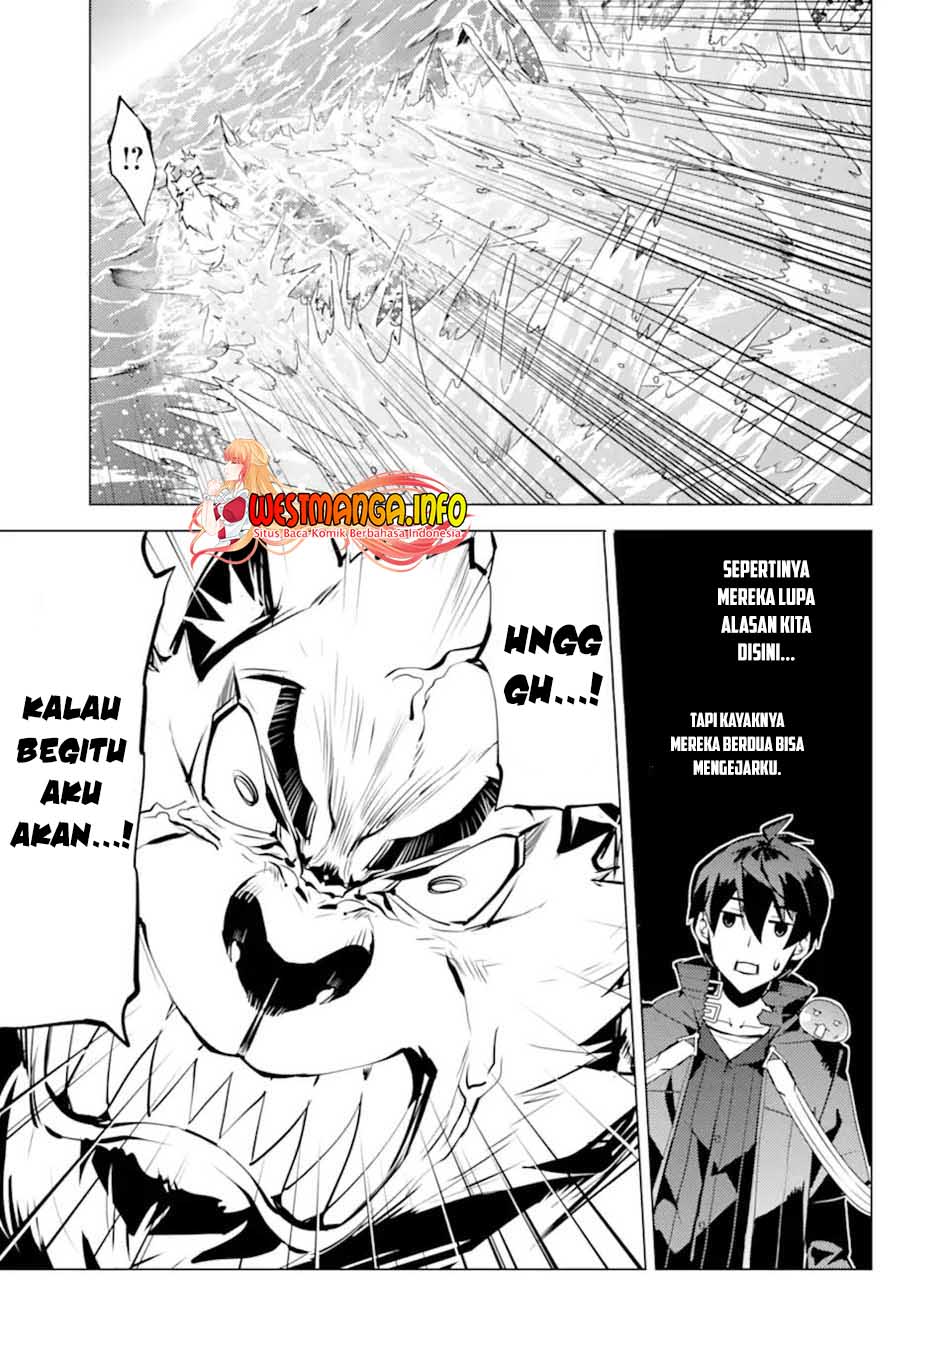 !?
WESTMANGA.INFO
Situs Baca Komik Berbahasa Indonesia
SEPERTINYA
MEREKA LUPA
ALASAN KITA
DISINI...
TAPI KAYAKNYA
MEREKA BERDUA BISA
MENGEJARKU.
HNGG
GH...!
KALAU
BEGITU
AKU
AKAN...!